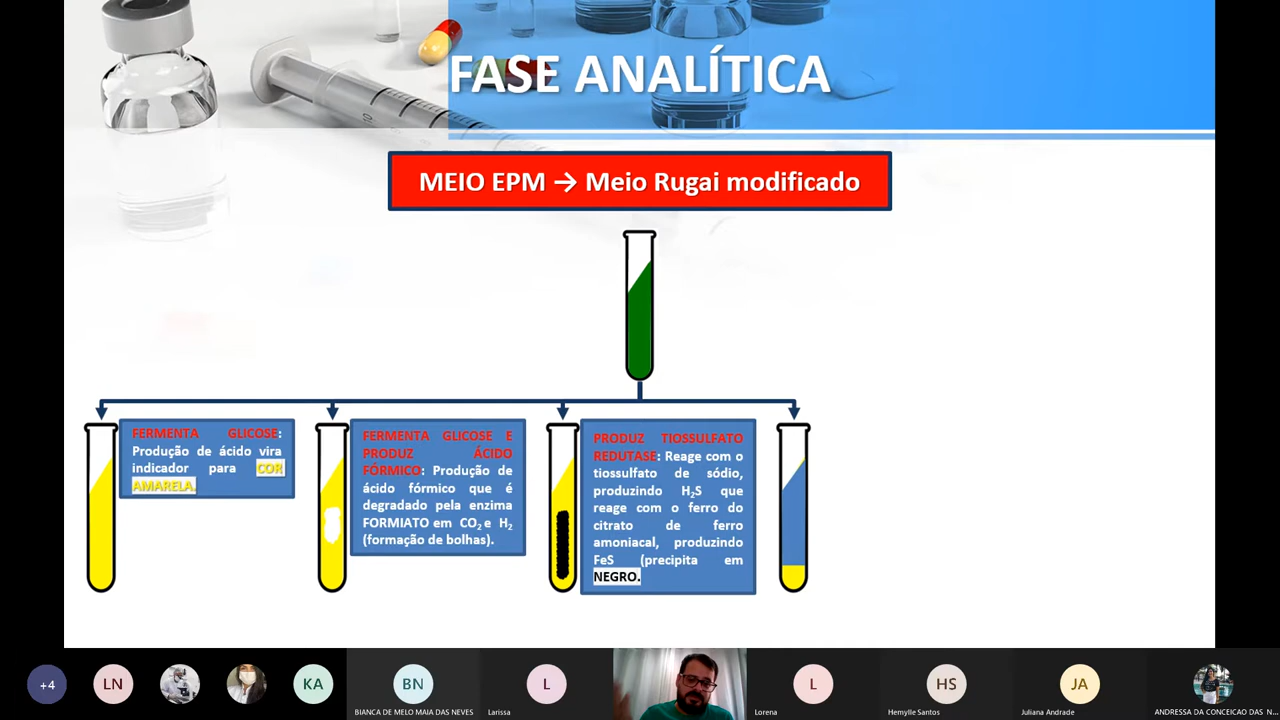 FASE ANALÍTICA
MEIO EPM → Meio Rugai modificado
FERMENTA GLICOSE:
Produção de ácido vira
indicador para COR
AMARELA.
FERMENTA GLICOSE E
PRODUZ ÁCIDO
FÓRMICO: Produção de
ácido fórmico que é
degradado pela enzima
FORMIATO em CO₂ e H₂
(formação de bolhas).
PRODUZ TIOSSULFATO
REDUTASE: Reage com o
tiossulfato de sódio,
produzindo H₂S que
reage com o ferro do
citrato de ferro
amoniacal, produzindo
FeS (precipita em
NEGRO.
+4
LN
KA
BN
L
L
HS
JA
BIANCA DE MELO MAIA DAS NEVES
Larissa
Lorena
Hemylle Santos
Juliana Andrade
ANDRESSA DA CONCEICAO DAS N...